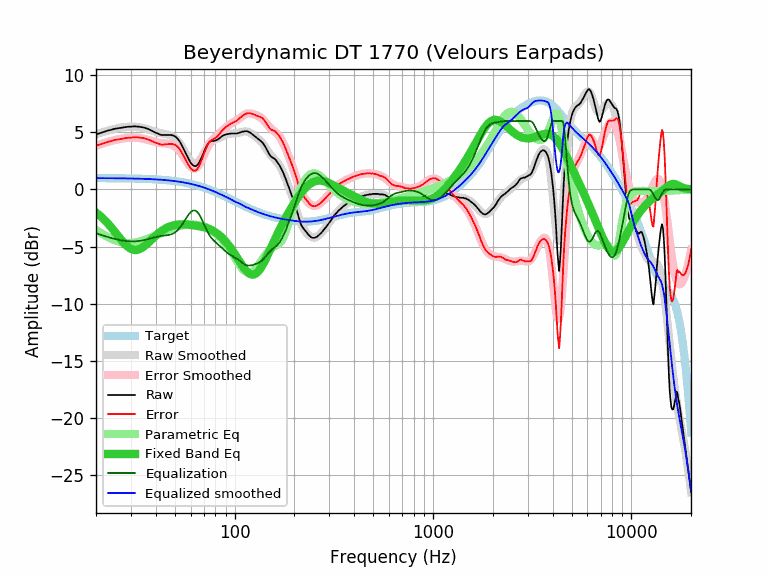 Beyerdynamic DT 1770 (Velours Earpads)
10
5
0
−5
−10
−15
−20
−25
Amplitude (dBr)
Target
Raw Smoothed
Error Smoothed
Raw
Error
Parametric Eq
Fixed Band Eq
Equalization
Equalized smoothed
100 1000 10000
Frequency (Hz)